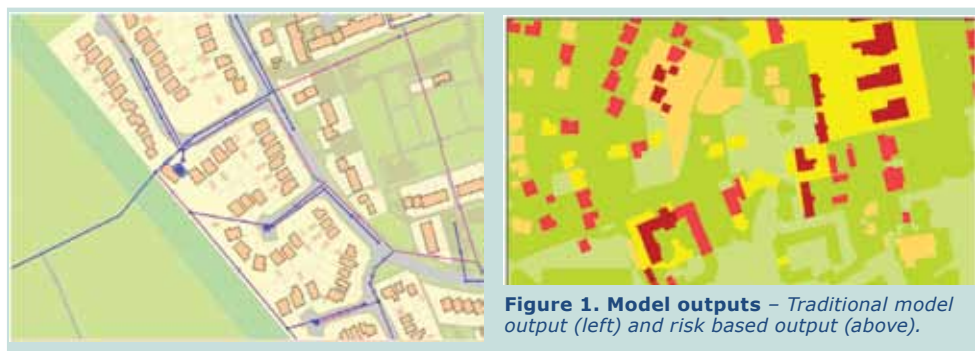 Figure 1. Model outputs – Traditional model
output (left) and risk based output (above).